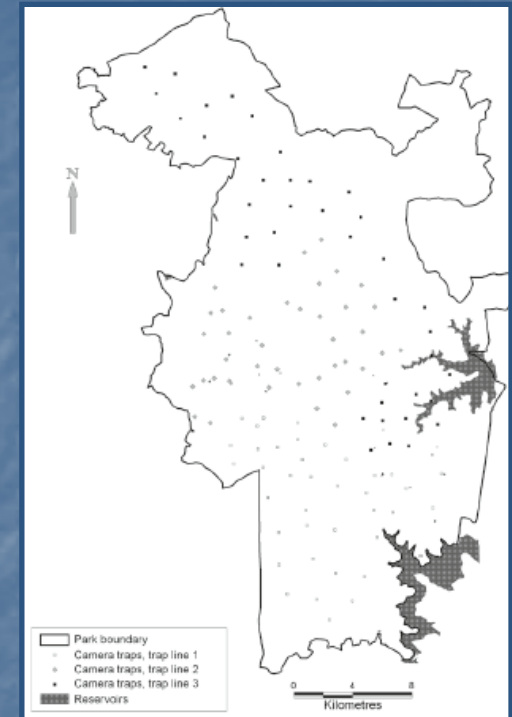 N
Park boundary
Camera traps, trap line 1
Camera traps, trap line 2
Camera traps, trap line 3
Reservoirs
0 4 8
Kilometres